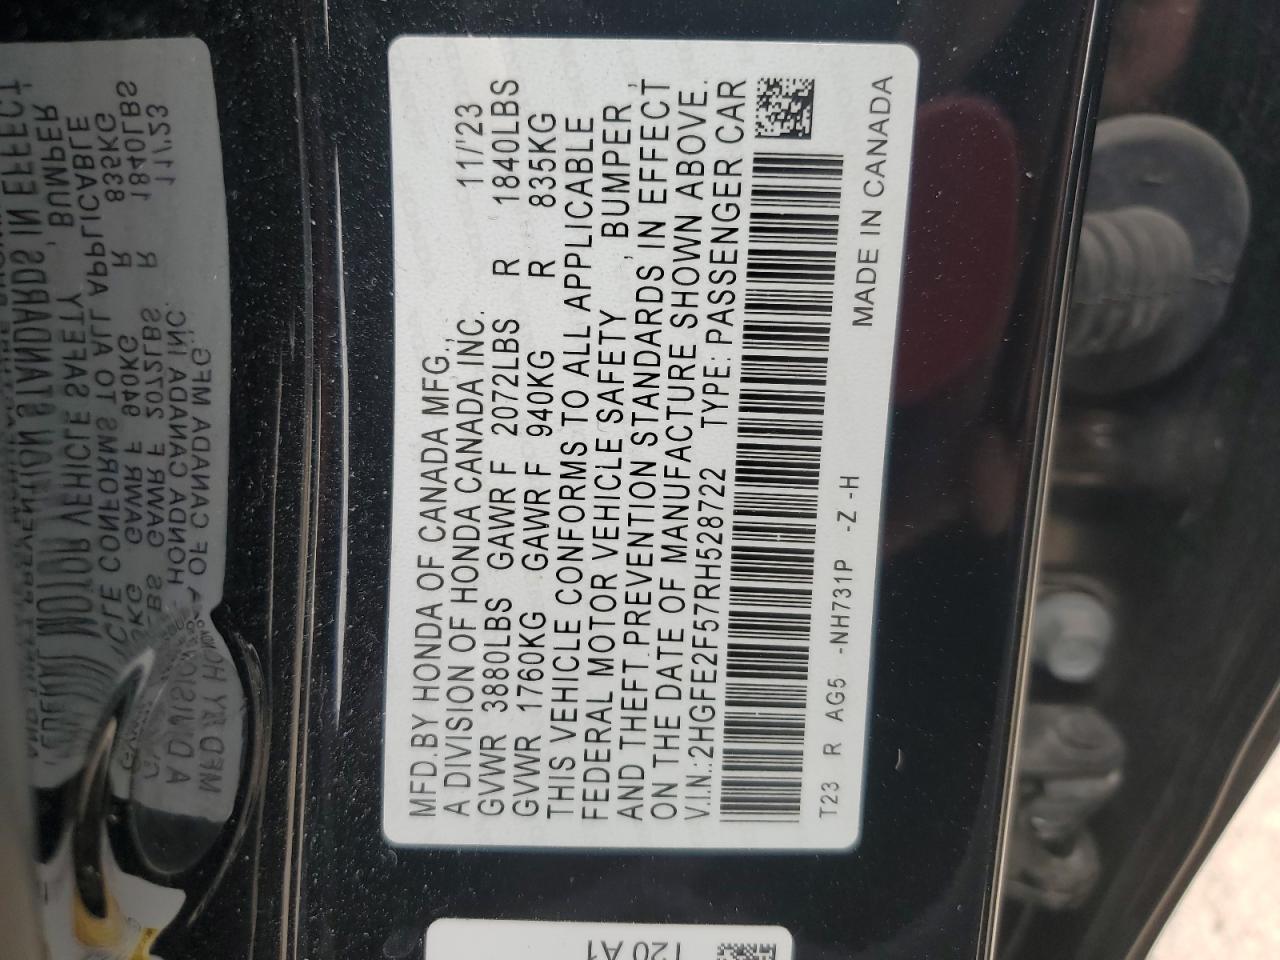 MFD.BY HONDA OF CANADA MFG.,
A DIVISION OF HONDA CANADA INC. 11/'23
GVWR 3880LBS GAWR F 2072LBS R 1840LBS
GVWR 1760KG GAWR F 940KG R 835KG
THIS VEHICLE CONFORMS TO ALL APPLICABLE
FEDERAL MOTOR VEHICLE SAFETY , BUMPER ,
AND THEFT PREVENTION STANDARDS, IN EFFECT
ON THE DATE OF MANUFACTURE SHOWN ABOVE.
V.I.N.:2HGFE2F57RH528722 TYPE: PASSENGER CAR
T23 R AG5 -NH731P -Z -H
MADE IN CANADA
T20 A1